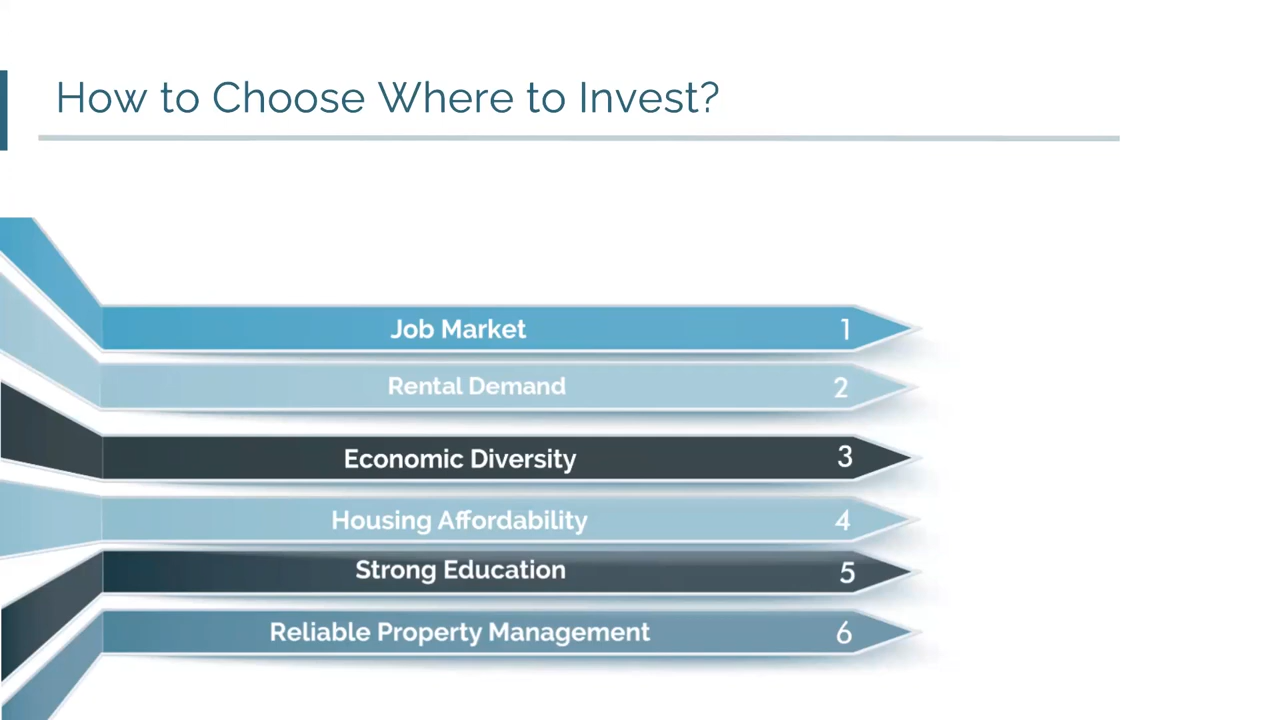 How to Choose Where to Invest?
Job Market 1
Rental Demand 2
Economic Diversity 3
Housing Affordability 4
Strong Education 5
Reliable Property Management 6